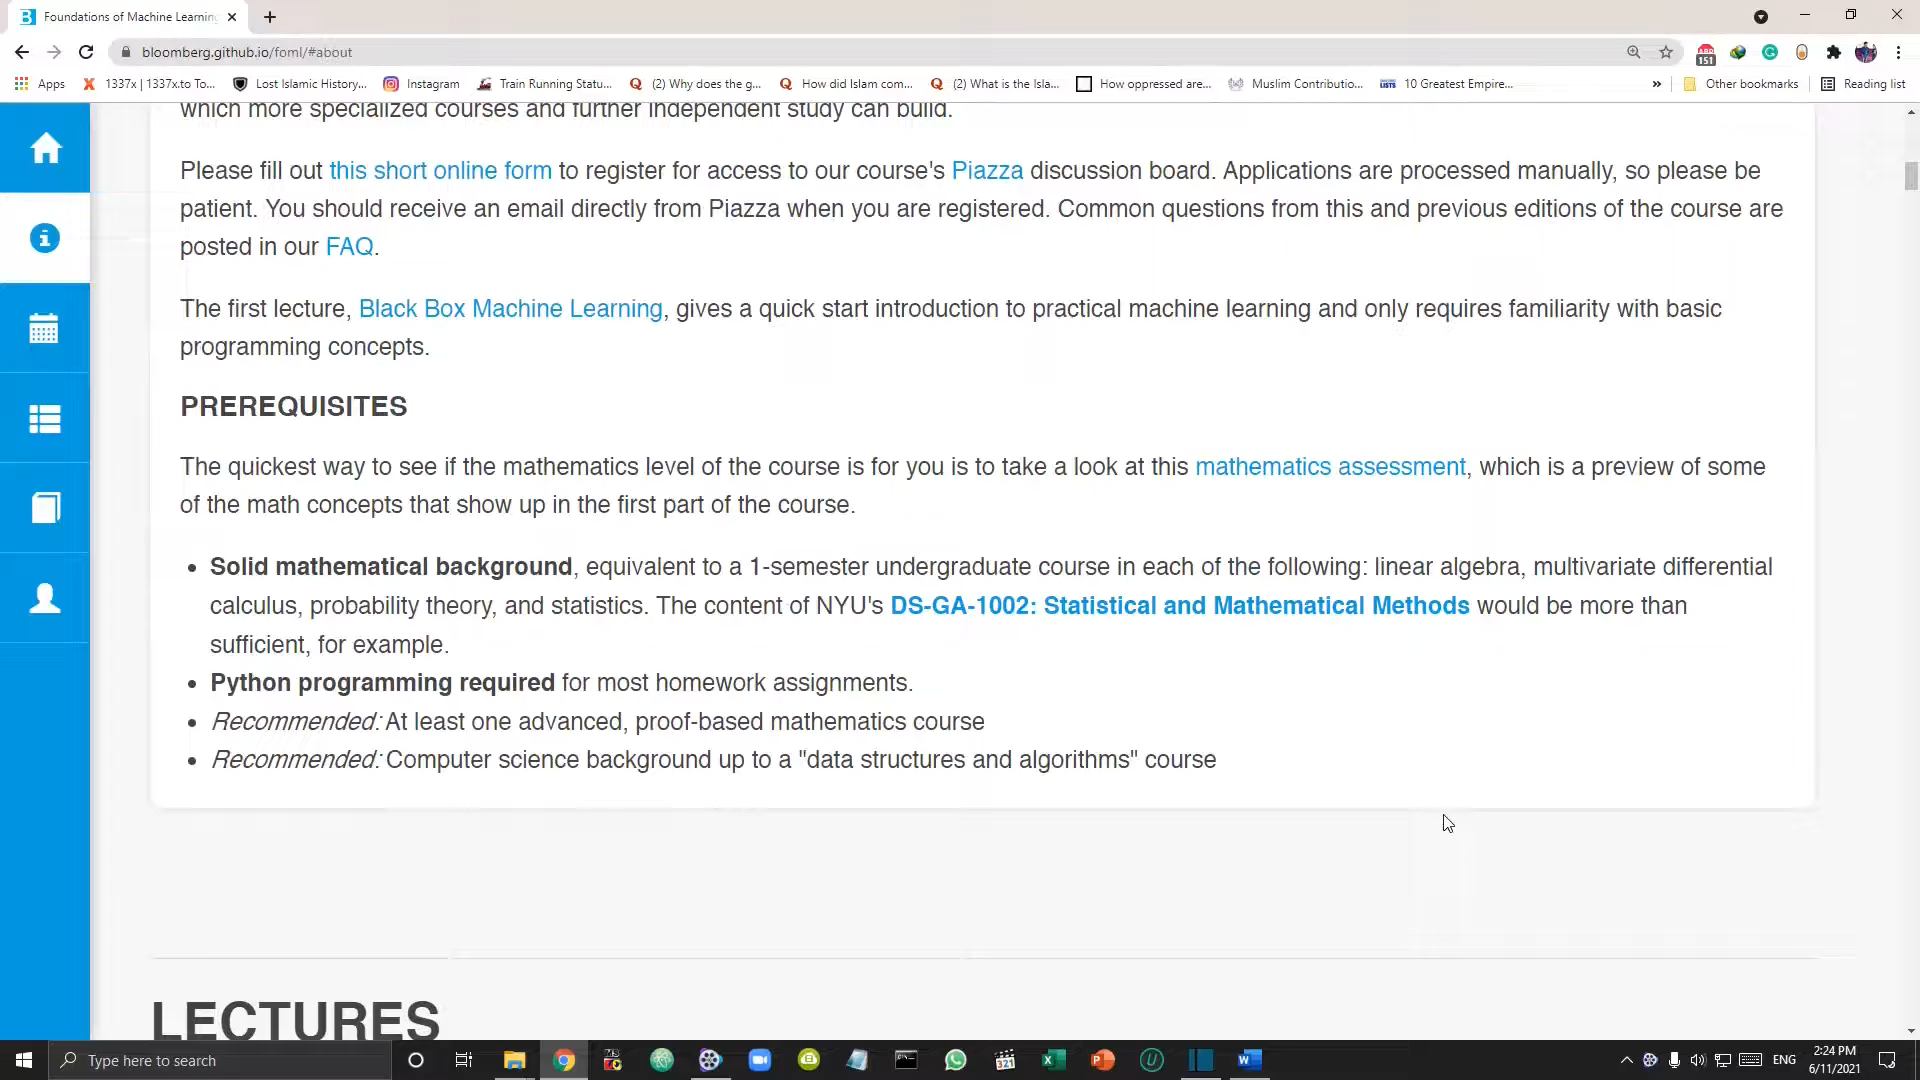 Foundations of Machine Learnin
bloomberg.github.io/foml/#about
ABP
151
Apps
1337x | 1337x.to To...
Lost Islamic History...
Instagram
Train Running Statu...
(2) Why does the g...
How did Islam com...
(2) What is the Isla...
How oppressed are...
Muslim Contributio...
LISTS
10 Greatest Empire...
»
Other bookmarks
Reading list
which more specialized courses and further independent study can build.
Please fill out this short online form to register for access to our course's Piazza discussion board. Applications are processed manually, so please be
patient. You should receive an email directly from Piazza when you are registered. Common questions from this and previous editions of the course are
posted in our FAQ.
The first lecture, Black Box Machine Learning, gives a quick start introduction to practical machine learning and only requires familiarity with basic
programming concepts.
PREREQUISITES
The quickest way to see if the mathematics level of the course is for you is to take a look at this mathematics assessment, which is a preview of some
of the math concepts that show up in the first part of the course.
• Solid mathematical background, equivalent to a 1-semester undergraduate course in each of the following: linear algebra, multivariate differential
calculus, probability theory, and statistics. The content of NYU's DS-GA-1002: Statistical and Mathematical Methods would be more than
sufficient, for example.
• Python programming required for most homework assignments.
• Recommended: At least one advanced, proof-based mathematics course
• Recommended: Computer science background up to a "data structures and algorithms" course
LECTURES
Type here to search
321
ENG
2:24 PM
6/11/2021